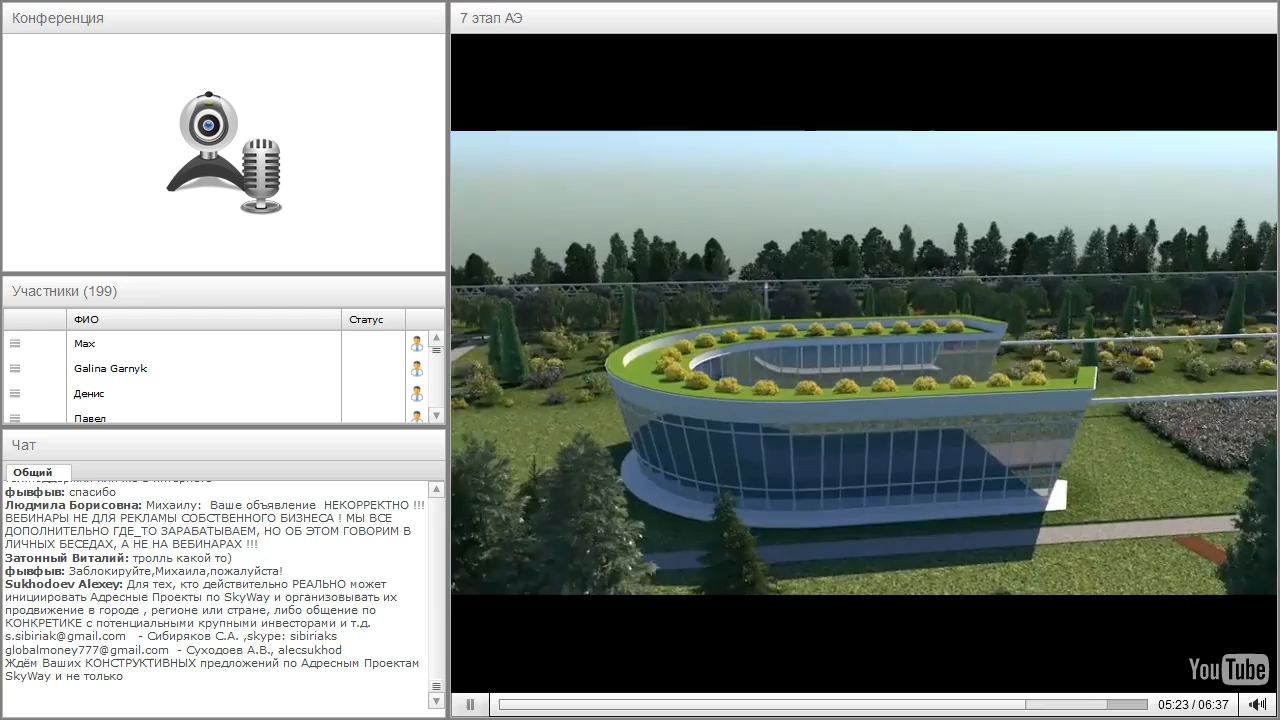 Конференция
7 этап АЭ
Участники (199)
ФИО Статус
Max
Galina Garnyk
Денис
Павел
Чат
Общий
фывфыв: спасибо
Людмила Борисовна: Михаилу: Ваше объявление НЕКОРРЕКТНО !!!
ВЕБИНАРЫ НЕ ДЛЯ РЕКЛАМЫ СОБСТВЕННОГО БИЗНЕСА ! МЫ ВСЕ
ДОПОЛНИТЕЛЬНО ГДЕ_ТО ЗАРАБАТЫВАЕМ, НО ОБ ЭТОМ ГОВОРИМ В
ЛИЧНЫХ БЕСЕДАХ, А НЕ НА ВЕБИНАРАХ !!!
Затонный Виталий: тролль какой то)
фывфыв: Заблокируйте,Михаила,пожалуйста!
Sukhodoev Alexey: Для тех, кто действительно РЕАЛЬНО может
инициировать Адресные Проекты по SkyWay и организовывать их
продвижение в городе , регионе или стране, либо общение по
КОНКРЕТИКЕ с потенциальными крупными инвесторами и т.д.
s.sibiriak@gmail.com - Сибиряков С.А. ,skype: sibiriaks
globalmoney777@gmail.com - Суходоев А.В., alecsukhod
Ждём Ваших КОНСТРУКТИВНЫХ предложений по Адресным Проектам
SkyWay и не только
YouTube
05:23 / 06:37